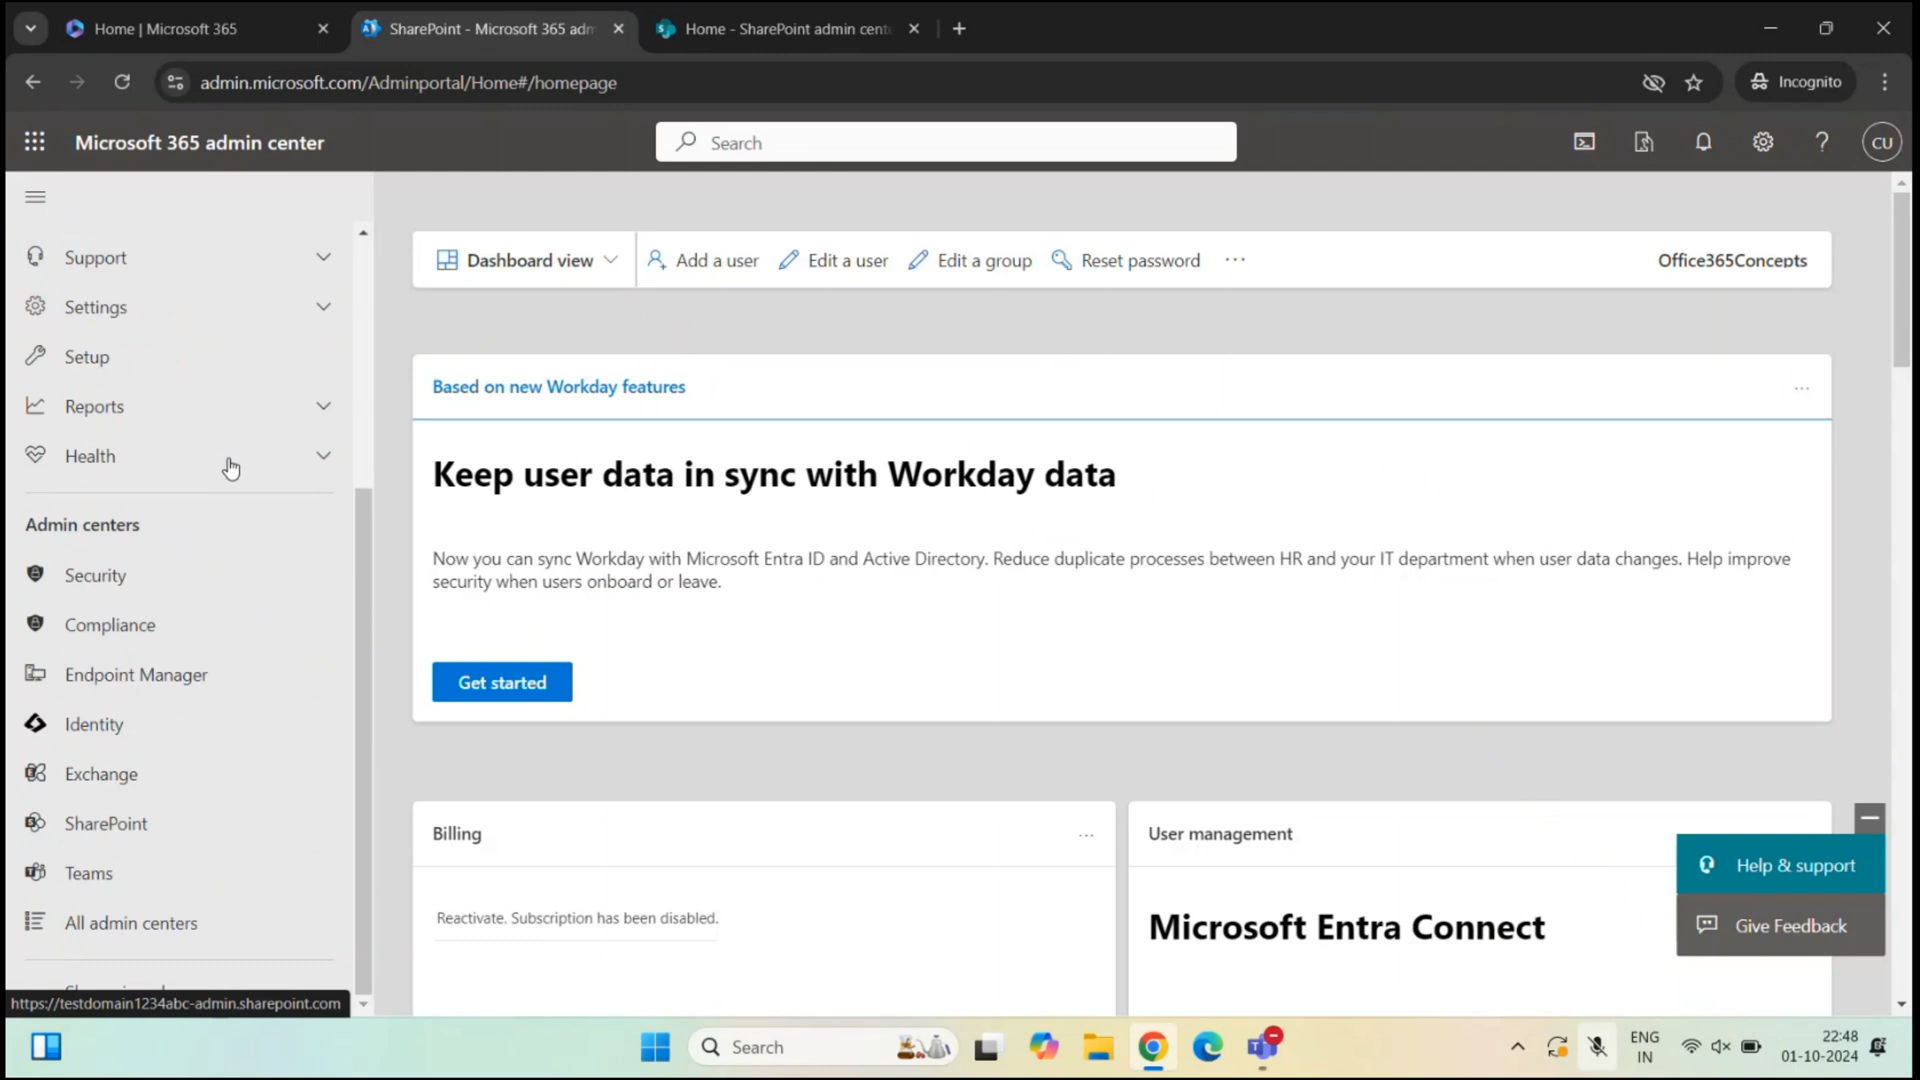 Home | Microsoft 365
SharePoint - Microsoft 365 adm
Home - SharePoint admin cent
admin.microsoft.com/Adminportal/Home#/homepage
Incognito
Microsoft 365 admin center
Search
CU
Support
Settings
Setup
Reports
Health
Admin centers
Security
Compliance
Endpoint Manager
Identity
Exchange
SharePoint
Teams
All admin centers
https://testdomain1234abc-admin.sharepoint.com
Dashboard view
Add a user
Edit a user
Edit a group
Reset password
Office365Concepts
Based on new Workday features
Keep user data in sync with Workday data
Now you can sync Workday with Microsoft Entra ID and Active Directory. Reduce duplicate processes between HR and your IT department when user data changes. Help improve
security when users onboard or leave.
Get started
Billing
Reactivate. Subscription has been disabled.
User management
Microsoft Entra Connect
Help & support
Give Feedback
Search
ENG
IN
22:48
01-10-2024